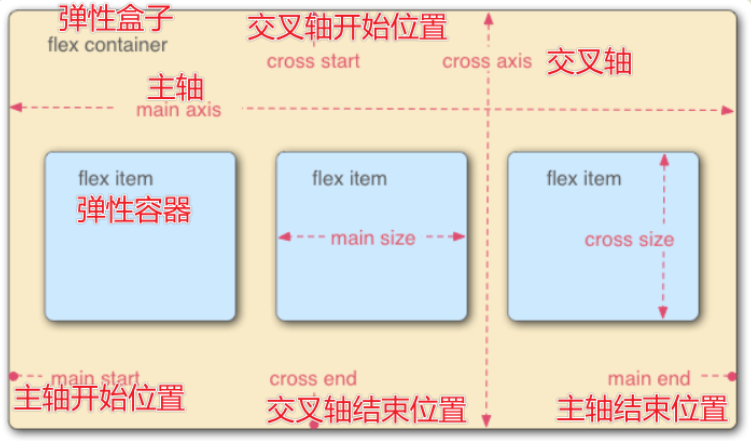 弹性盒子
flex container
交叉轴开始位置
cross start
cross axis
交叉轴
主轴
main axis
flex item
弹性容器
flex item
main size
flex item
cross size
main start
主轴开始位置
cross end
交叉轴结束位置
main end
主轴结束位置